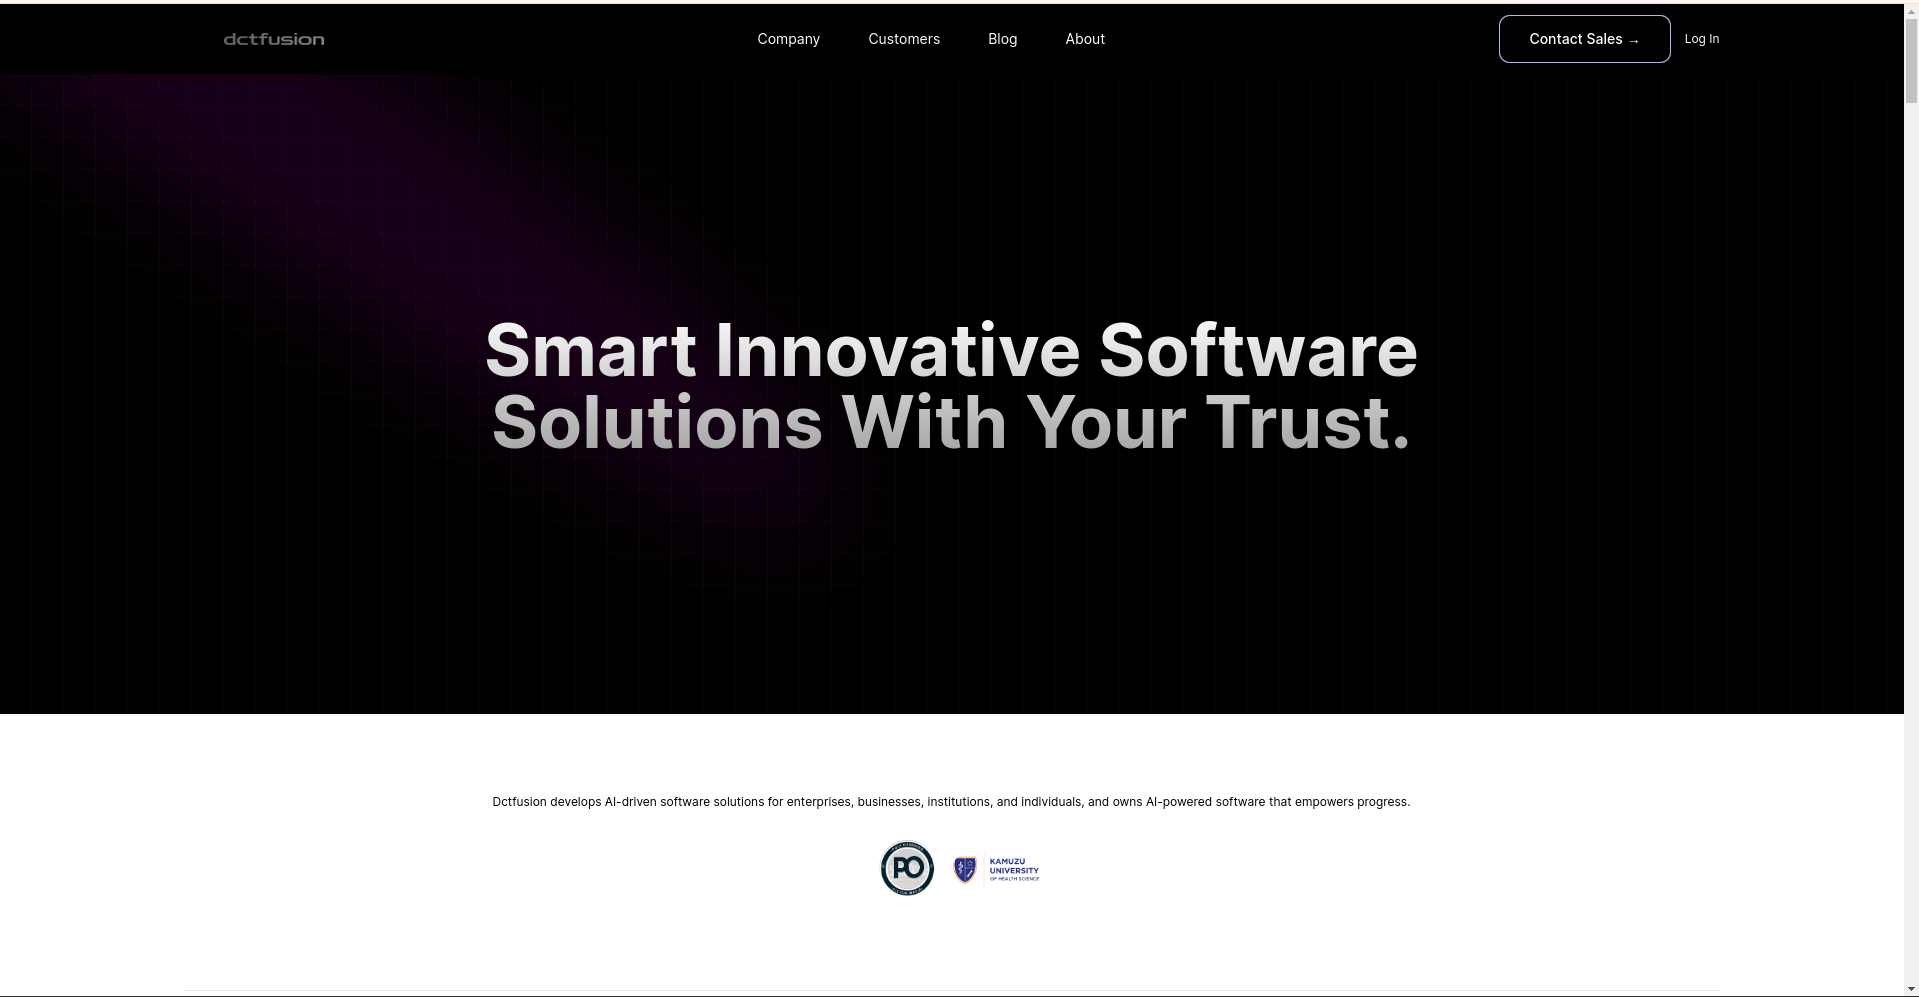 dctfusion
Company
Customers
Blog
About
Contact Sales →
Log In
Smart Innovative Software
Solutions With Your Trust.
Dctfusion develops AI-driven software solutions for enterprises, businesses, institutions, and individuals, and owns AI-powered software that empowers progress.
PO
KAMUZU
UNIVERSITY
OF HEALTH SCIENCE